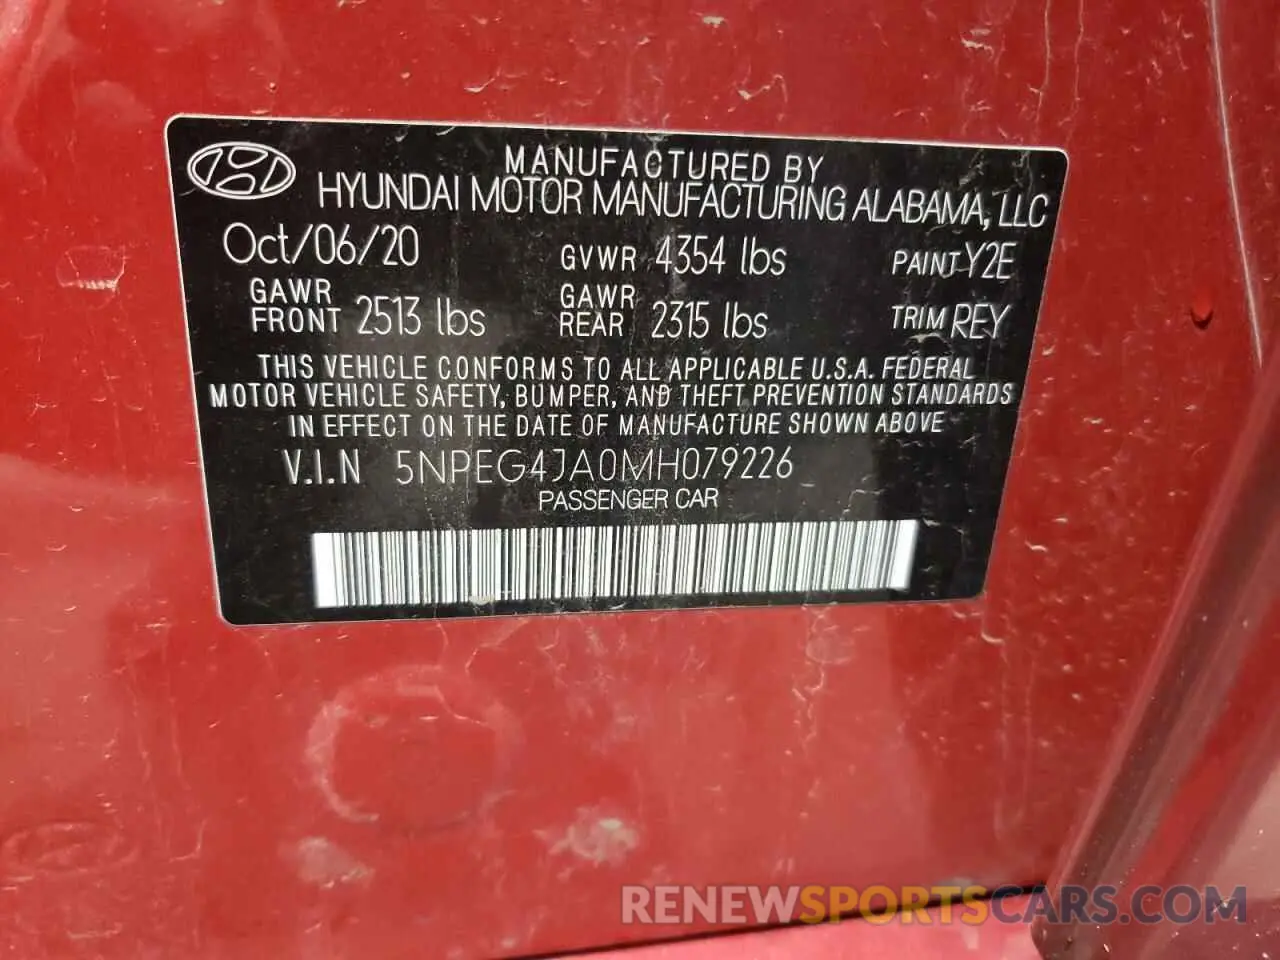 MANUFACTURED BY
HYUNDAI MOTOR MANUFACTURING ALABAMA, LLC
Oct/06/20 GVWR 4354 lbs PAINT Y2E
GAWR FRONT 2513 lbs GAWR REAR 2315 lbs TRIM REY
THIS VEHICLE CONFORMS TO ALL APPLICABLE U.S.A. FEDERAL
MOTOR VEHICLE SAFETY, BUMPER, AND THEFT PREVENTION STANDARDS
IN EFFECT ON THE DATE OF MANUFACTURE SHOWN ABOVE
V.I.N 5NPEG4JA0MH079226
PASSENGER CAR
RENEWSPORTSCARS.COM